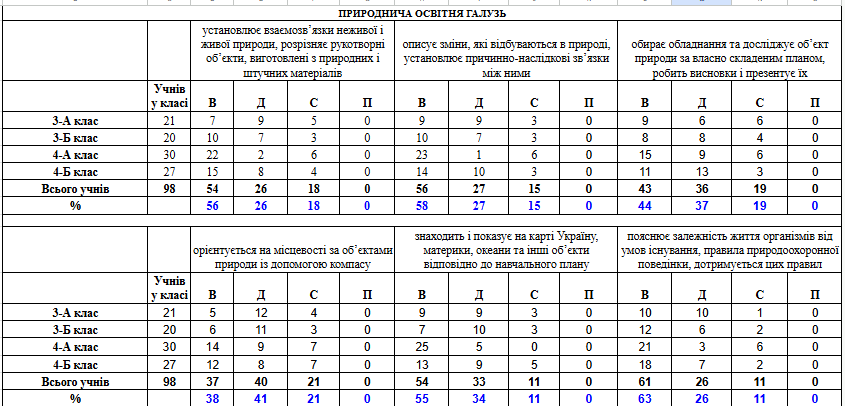 ПРИРОДНИЧА ОСВІТНЯ ГАЛУЗЬ
установлює взаємозв’язки неживої і
живої природи, розрізняє рукотворні
об’єкти, виготовлені з природних і
штучних матеріалів
описує зміни, які відбуваються в природі,
установлює причинно-наслідкові зв’язки
між ними
обирає обладнання та досліджує об’єкт
природи за власно складеним планом,
робить висновки і презентує їх
Учнів
у класі В Д С П В Д С П В Д С П
3-А клас 21 7 9 5 0 9 9 3 0 9 6 6 0
3-Б клас 20 10 7 3 0 10 7 3 0 8 8 4 0
4-А клас 30 22 2 6 0 23 1 6 0 15 9 6 0
4-Б клас 27 15 8 4 0 14 10 3 0 11 13 3 0
Всього учнів 98 54 26 18 0 56 27 15 0 43 36 19 0
% 56 26 18 0 58 27 15 0 44 37 19 0
орієнтується на місцевості за об’єктами
природи із допомогою компасу
знаходить і показує на карті Україну,
материки, океани та інші об’єкти
відповідно до навчального плану
пояснює залежність життя організмів від
умов існування, правила природоохоронної
поведінки, дотримується цих правил
Учнів
у класі В Д С П В Д С П В Д С П
3-А клас 21 5 12 4 0 9 9 3 0 10 10 1 0
3-Б клас 20 6 11 3 0 7 10 3 0 12 6 2 0
4-А клас 30 14 9 7 0 25 5 0 0 21 3 6 0
4-Б клас 27 12 8 7 0 13 9 5 0 18 7 2 0
Всього учнів 98 37 40 21 0 54 33 11 0 61 26 11 0
% 38 41 21 0 55 34 11 0 63 26 11 0